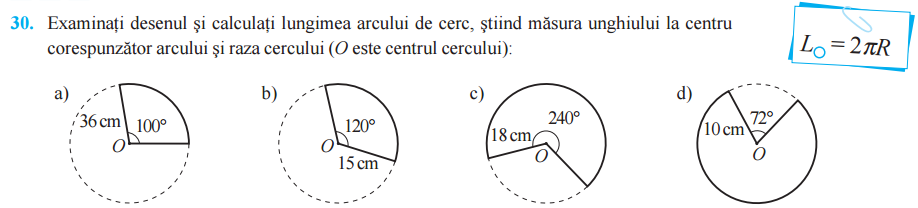 30. Examinați desenul și calculați lungimea arcului de cerc, știind măsura unghiului la centru
corespunzător arcului și raza cercului (O este centrul cercului):
L○ = 2πR
a) 36 cm 100° O
b) 120° O 15 cm
c) 240° 18 cm O
d) 72° 10 cm O